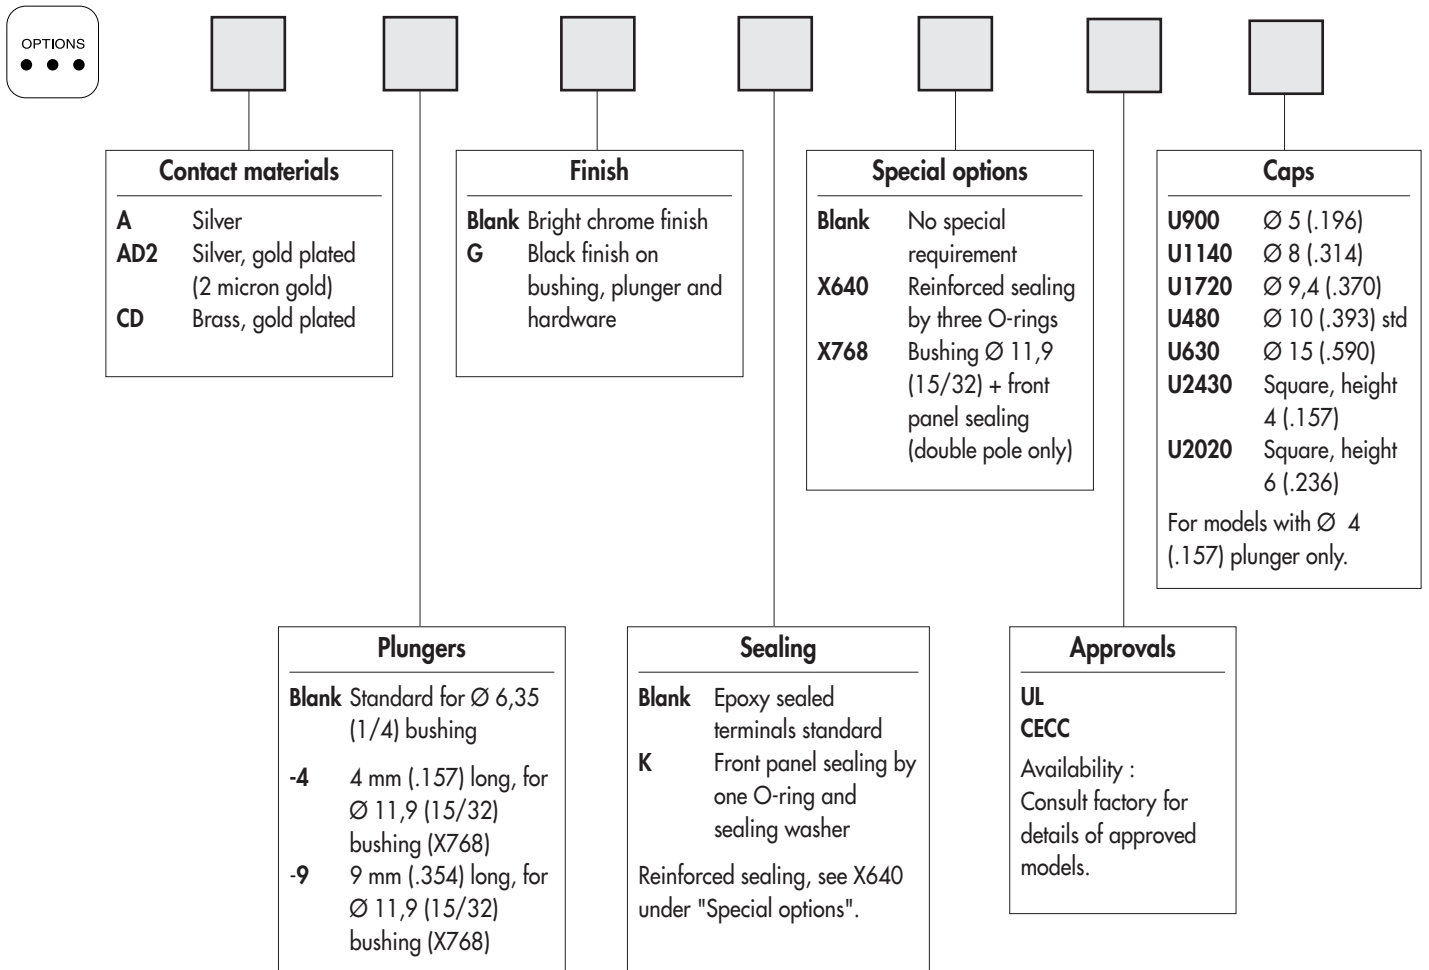 OPTIONS
Contact materials
A Silver
AD2 Silver, gold plated
(2 micron gold)
CD Brass, gold plated
Finish
Blank Bright chrome finish
G Black finish on
bushing, plunger and
hardware
Special options
Blank No special
requirement
X640 Reinforced sealing
by three O-rings
X768 Bushing Ø 11,9
(15/32) + front
panel sealing
(double pole only)
Caps
U900 Ø 5 (.196)
U1140 Ø 8 (.314)
U1720 Ø 9,4 (.370)
U480 Ø 10 (.393) std
U630 Ø 15 (.590)
U2430 Square, height
4 (.157)
U2020 Square, height
6 (.236)
For models with Ø 4
(.157) plunger only.
Plungers
Blank Standard for Ø 6,35
(1/4) bushing
-4 4 mm (.157) long, for
Ø 11,9 (15/32)
bushing (X768)
-9 9 mm (.354) long, for
Ø 11,9 (15/32)
bushing (X768)
Sealing
Blank Epoxy sealed
terminals standard
K Front panel sealing by
one O-ring and
sealing washer
Reinforced sealing, see X640
under "Special options".
Approvals
UL
CECC
Availability :
Consult factory for
details of approved
models.